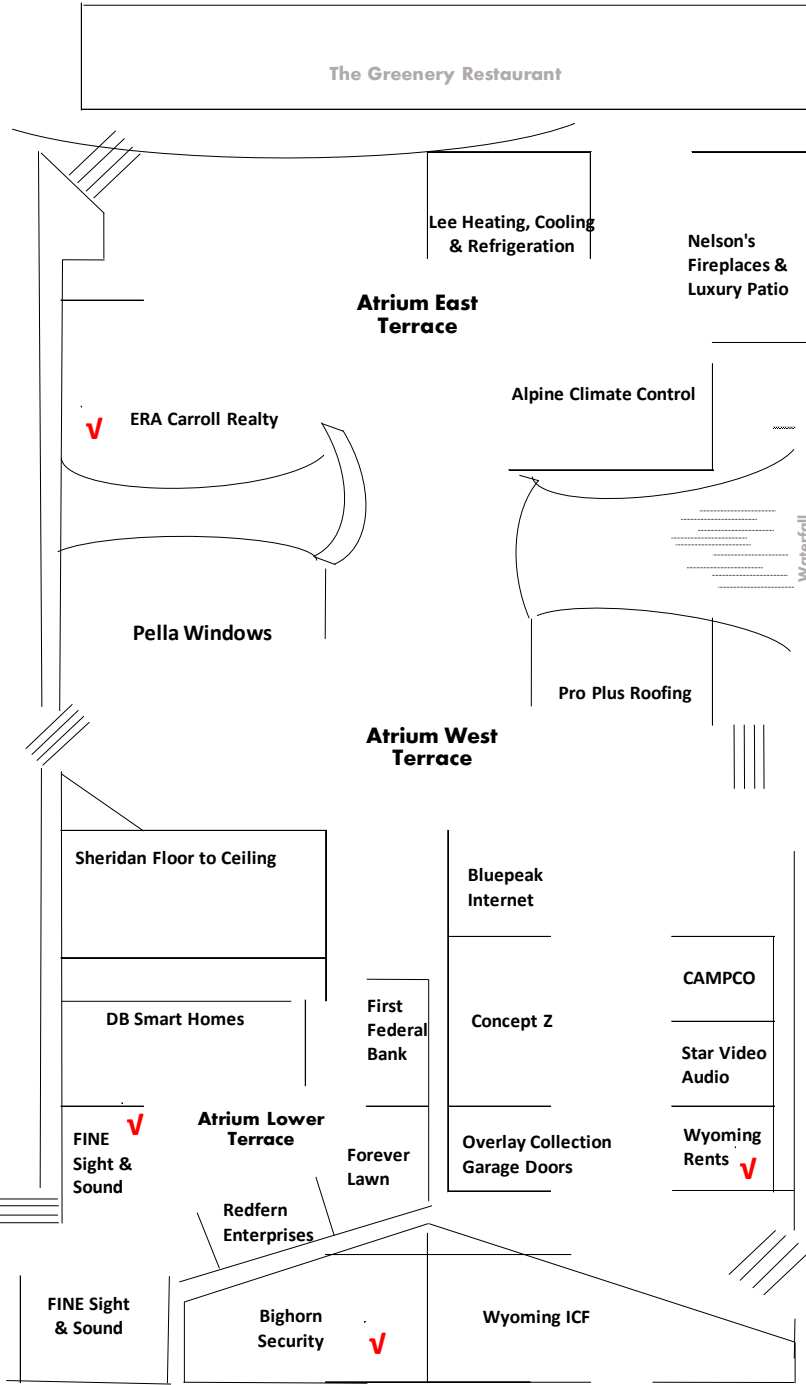 The Greenery Restaurant
Lee Heating, Cooling
& Refrigeration
Nelson's
Fireplaces &
Luxury Patio
Atrium East
Terrace
Alpine Climate Control
√
ERA Carroll Realty
Waterfall
Pella Windows
Pro Plus Roofing
Atrium West
Terrace
Sheridan Floor to Ceiling
Bluepeak
Internet
CAMPCO
DB Smart Homes
First
Federal
Bank
Concept Z
Star Video
Audio
√
FINE
Sight &
Sound
Atrium Lower
Terrace
Forever
Lawn
Overlay Collection
Garage Doors
Wyoming
Rents
√
Redfern
Enterprises
FINE Sight
& Sound
Bighorn
Security
√
Wyoming ICF